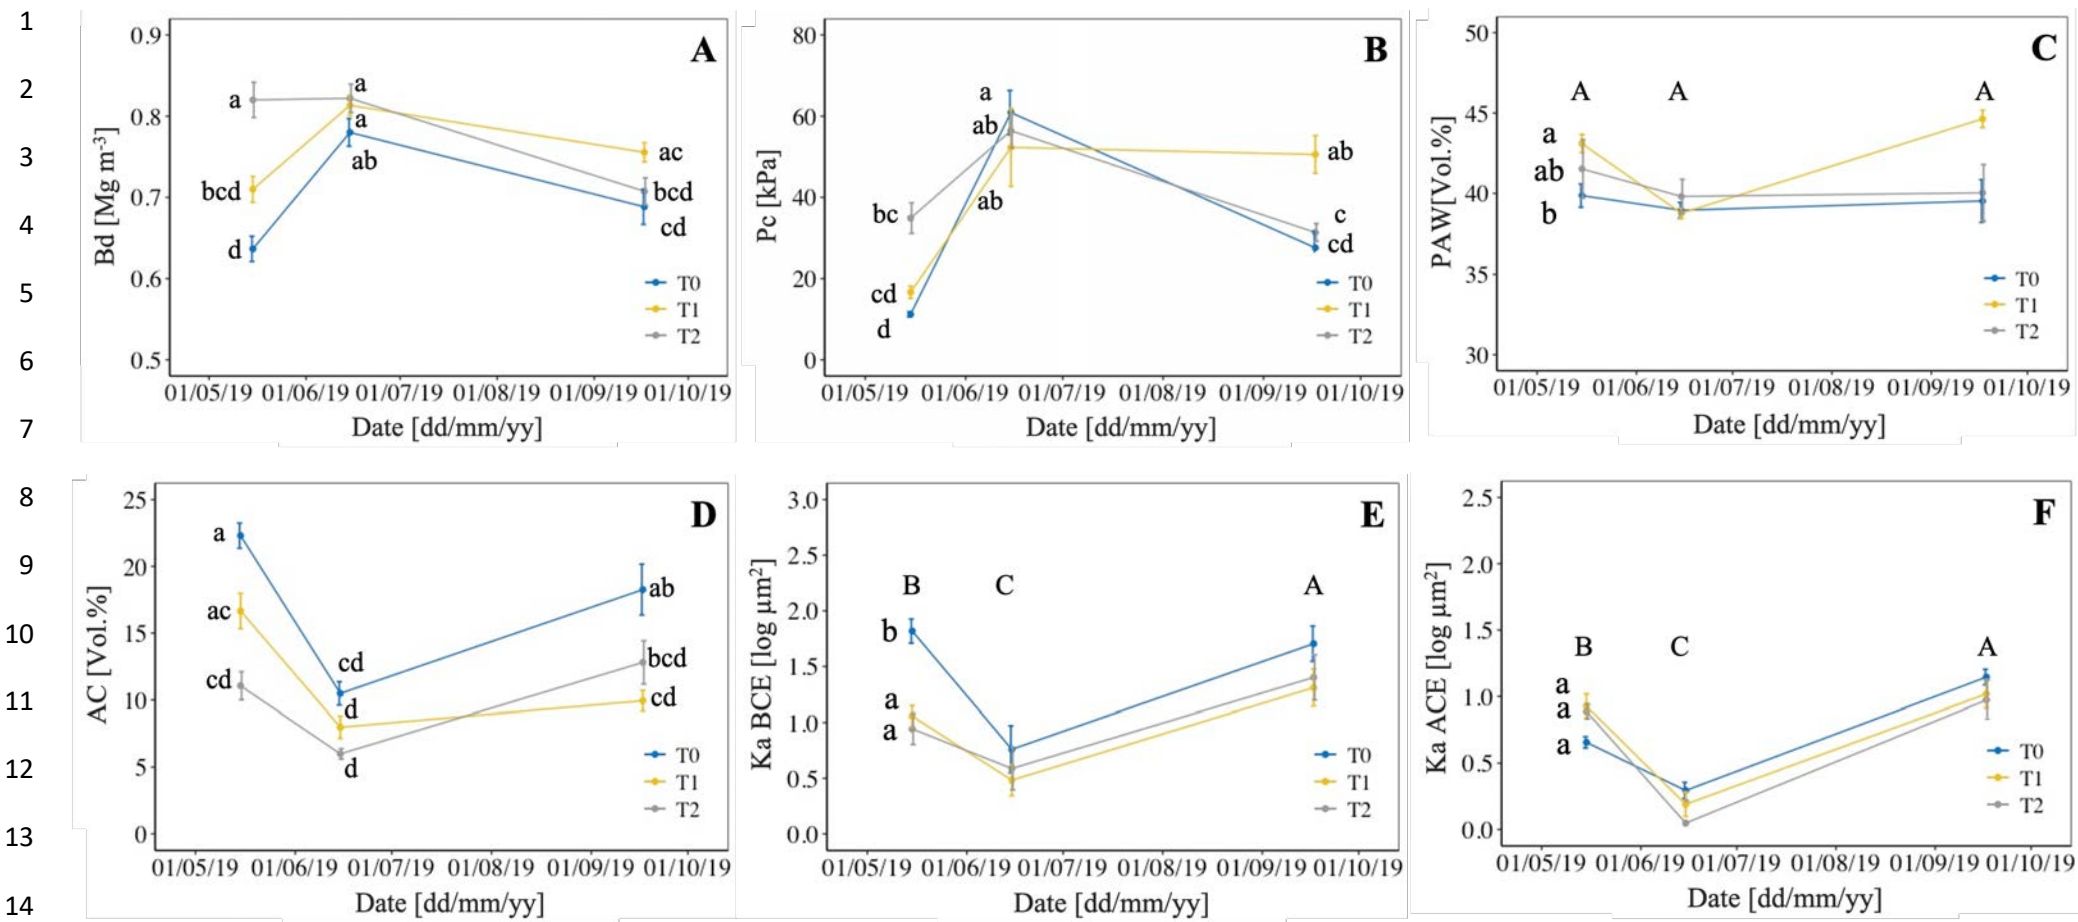 1
2
3
4
5
6
7
8
9
10
11
12
13
14
A
Bd [Mg m-3]
0.9
0.8
0.7
0.6
0.5
a
a
a
ab
bcd
d
ac
bcd
cd
T0
T1
T2
01/05/19 01/06/19 01/07/19 01/08/19 01/09/19 01/10/19
Date [dd/mm/yy]
B
Pc [kPa]
80
60
40
20
0
a
ab
ab
bc
cd
d
ab
c
cd
T0
T1
T2
01/05/19 01/06/19 01/07/19 01/08/19 01/09/19 01/10/19
Date [dd/mm/yy]
C
PAW[Vol.%]
50
45
40
35
30
A A A
a
ab
b
T0
T1
T2
01/05/19 01/06/19 01/07/19 01/08/19 01/09/19 01/10/19
Date [dd/mm/yy]
D
AC [Vol.%]
25
20
15
10
5
0
a
ac
cd
cd
d
d
ab
bcd
cd
T0
T1
T2
01/05/19 01/06/19 01/07/19 01/08/19 01/09/19 01/10/19
Date [dd/mm/yy]
E
Ka BCE [log µm2]
3.0
2.5
2.0
1.5
1.0
0.5
0.0
B C A
b
a
a
T0
T1
T2
01/05/19 01/06/19 01/07/19 01/08/19 01/09/19 01/10/19
Date [dd/mm/yy]
F
Ka ACE [log µm2]
2.5
2.0
1.5
1.0
0.5
0.0
B C A
a
a
a
T0
T1
T2
01/05/19 01/06/19 01/07/19 01/08/19 01/09/19 01/10/19
Date [dd/mm/yy]